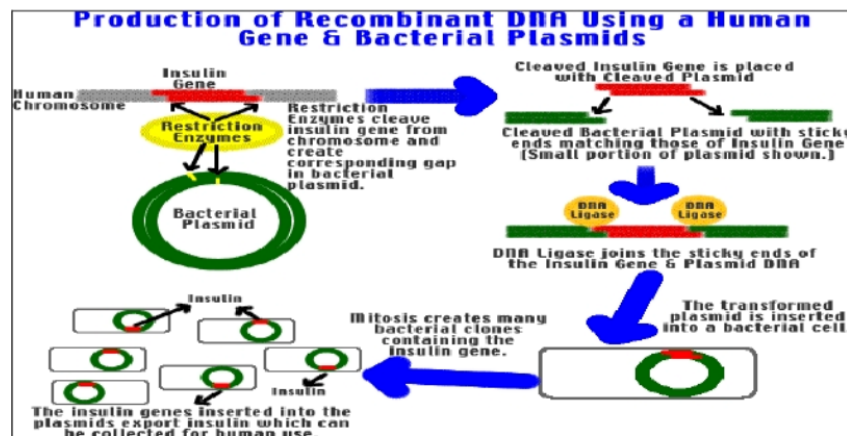 Production of Recombinant DNA Using a Human
Gene & Bacterial Plasmids
Insulin
Gene
Human
Chromosome
Restriction
Enzymes
Restriction
Enzymes cleave
insulin gene from
chromosome and
create
corresponding gap
in bacterial
plasmid.
Bacterial
Plasmid
Cleaved Insulin Gene is placed
with Cleaved Plasmid
Cleaved Bacterial Plasmid with sticky
ends matching those of Insulin Gene
(Small portion of plasmid shown.)
DNA
Ligase
DNA
Ligase
DNA Ligase joins the sticky ends of
the Insulin Gene & Plasmid DNA
The transformed
plasmid is inserted
into a bacterial cell.
Mitosis creates many
bacterial clones
containing the
insulin gene.
Insulin
Insulin
The insulin genes inserted into the
plasmids export insulin which can
be collected for human use.